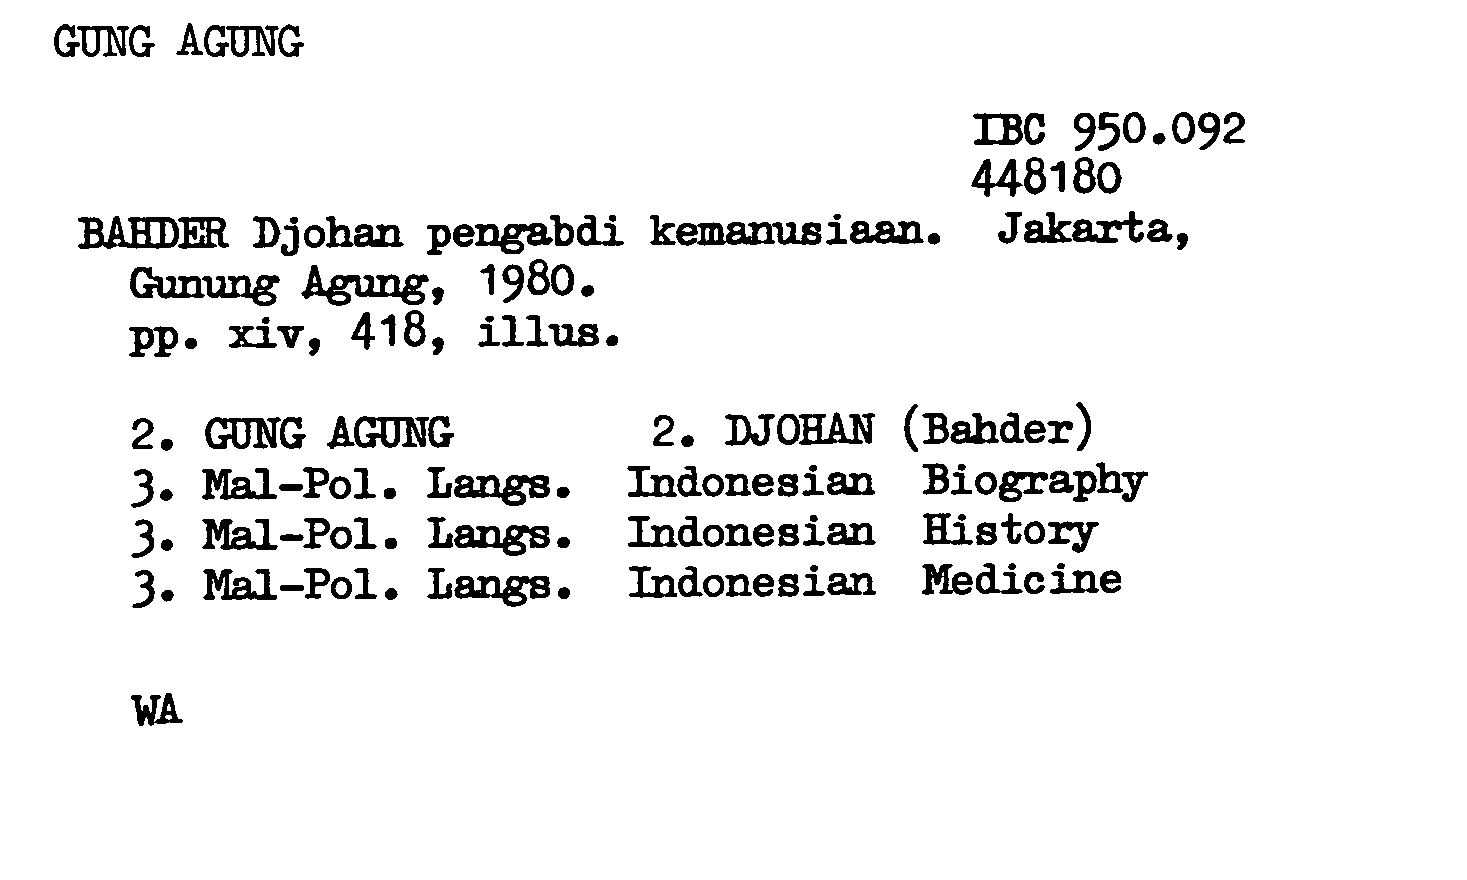 GUNG AGUNG
IBC 950.092
448180
BAHDER Djohan pengabdi kemanusiaan. Jakarta,
Gunung Agung, 1980.
pp. xiv, 418, illus.
2. GUNG AGUNG 2. DJOHAN (Bahder)
3. Mal-Pol. Langs. Indonesian Biography
3. Mal-Pol. Langs. Indonesian History
3. Mal-Pol. Langs. Indonesian Medicine
WA